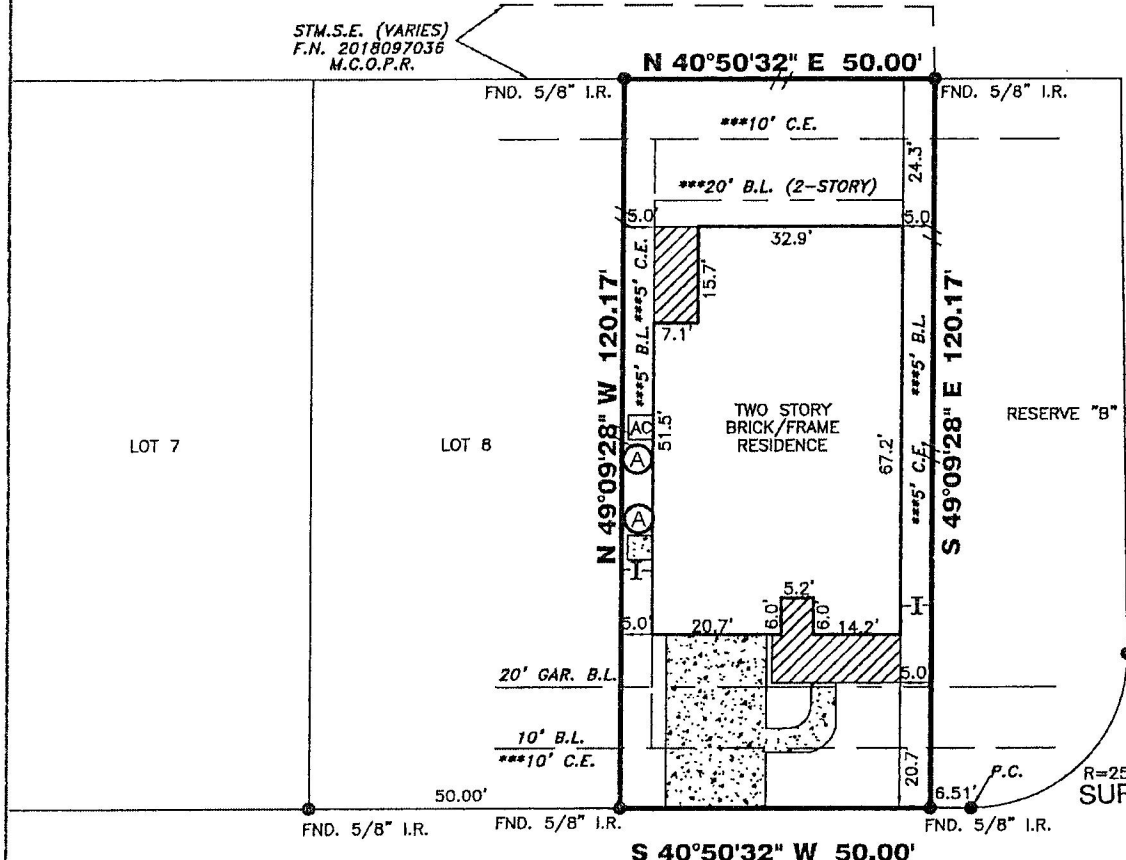 STM.S.E. (VARIES)
F.N. 2018097036
M.C.O.P.R.
N 40°50'32" E 50.00'
FND. 5/8" I.R.
FND. 5/8" I.R.
***10' C.E.
24.3'
***20' B.L. (2-STORY)
5.0'
5.0
32.9'
15.7'
7.1'
***5' B.L.
***5' C.E.
***5' B.L.
***5' C.E.
N 49°09'28" W 120.17'
S 49°09'28" E 120.17'
LOT 7
LOT 8
AC
A
A
51.5'
TWO STORY
BRICK/FRAME
RESIDENCE
67.2'
RESERVE "B"
I
I
5.2'
6.0'
6.0'
5.0'
20.7'
14.2'
5.0
20' GAR. B.L.
10' B.L.
***10' C.E.
20.7
50.00'
6.51'
P.C.
R=25
SUR
FND. 5/8" I.R.
FND. 5/8" I.R.
FND. 5/8" I.R.
S 40°50'32" W 50.00'